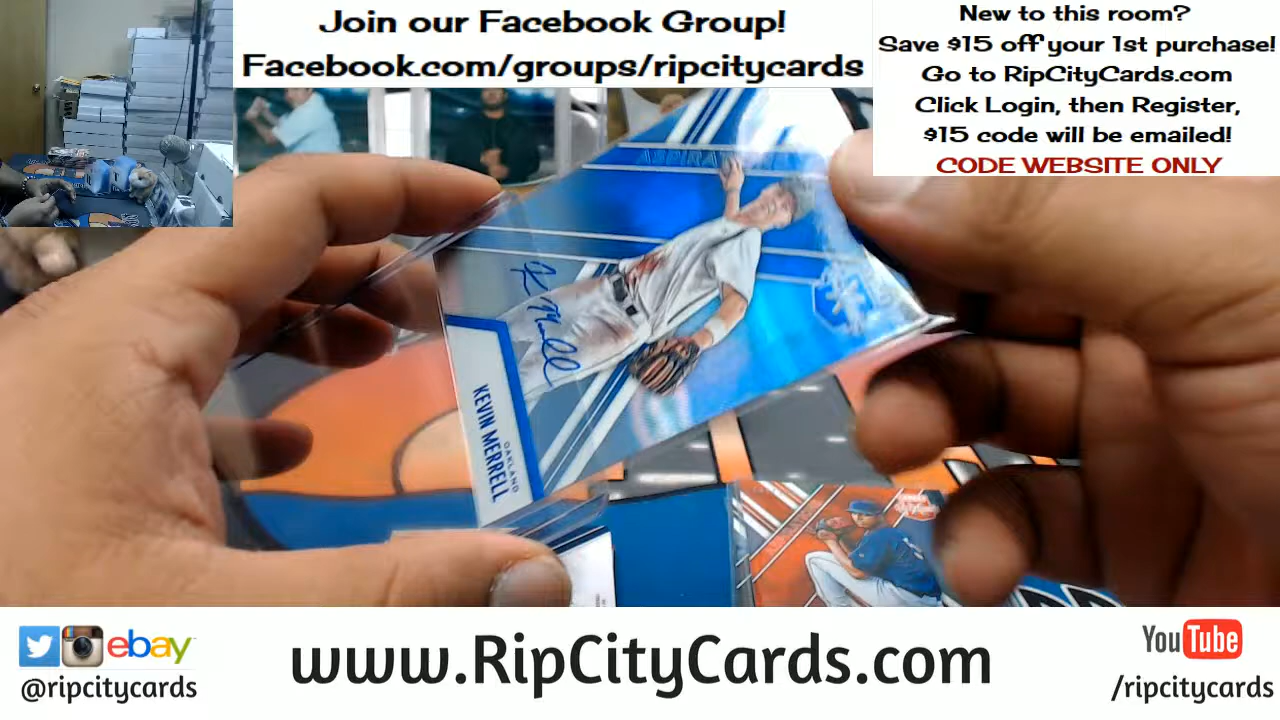 Join our Facebook Group!
Facebook.com/groups/ripcitycards
New to this room?
Save $15 off your 1st purchase!
Go to RipCityCards.com
Click Login, then Register,
$15 code will be emailed!
CODE WEBSITE ONLY
OAKLAND
KEVIN MERRELL
ebay
@ripcitycards
www.RipCityCards.com
YouTube
/ripcitycards